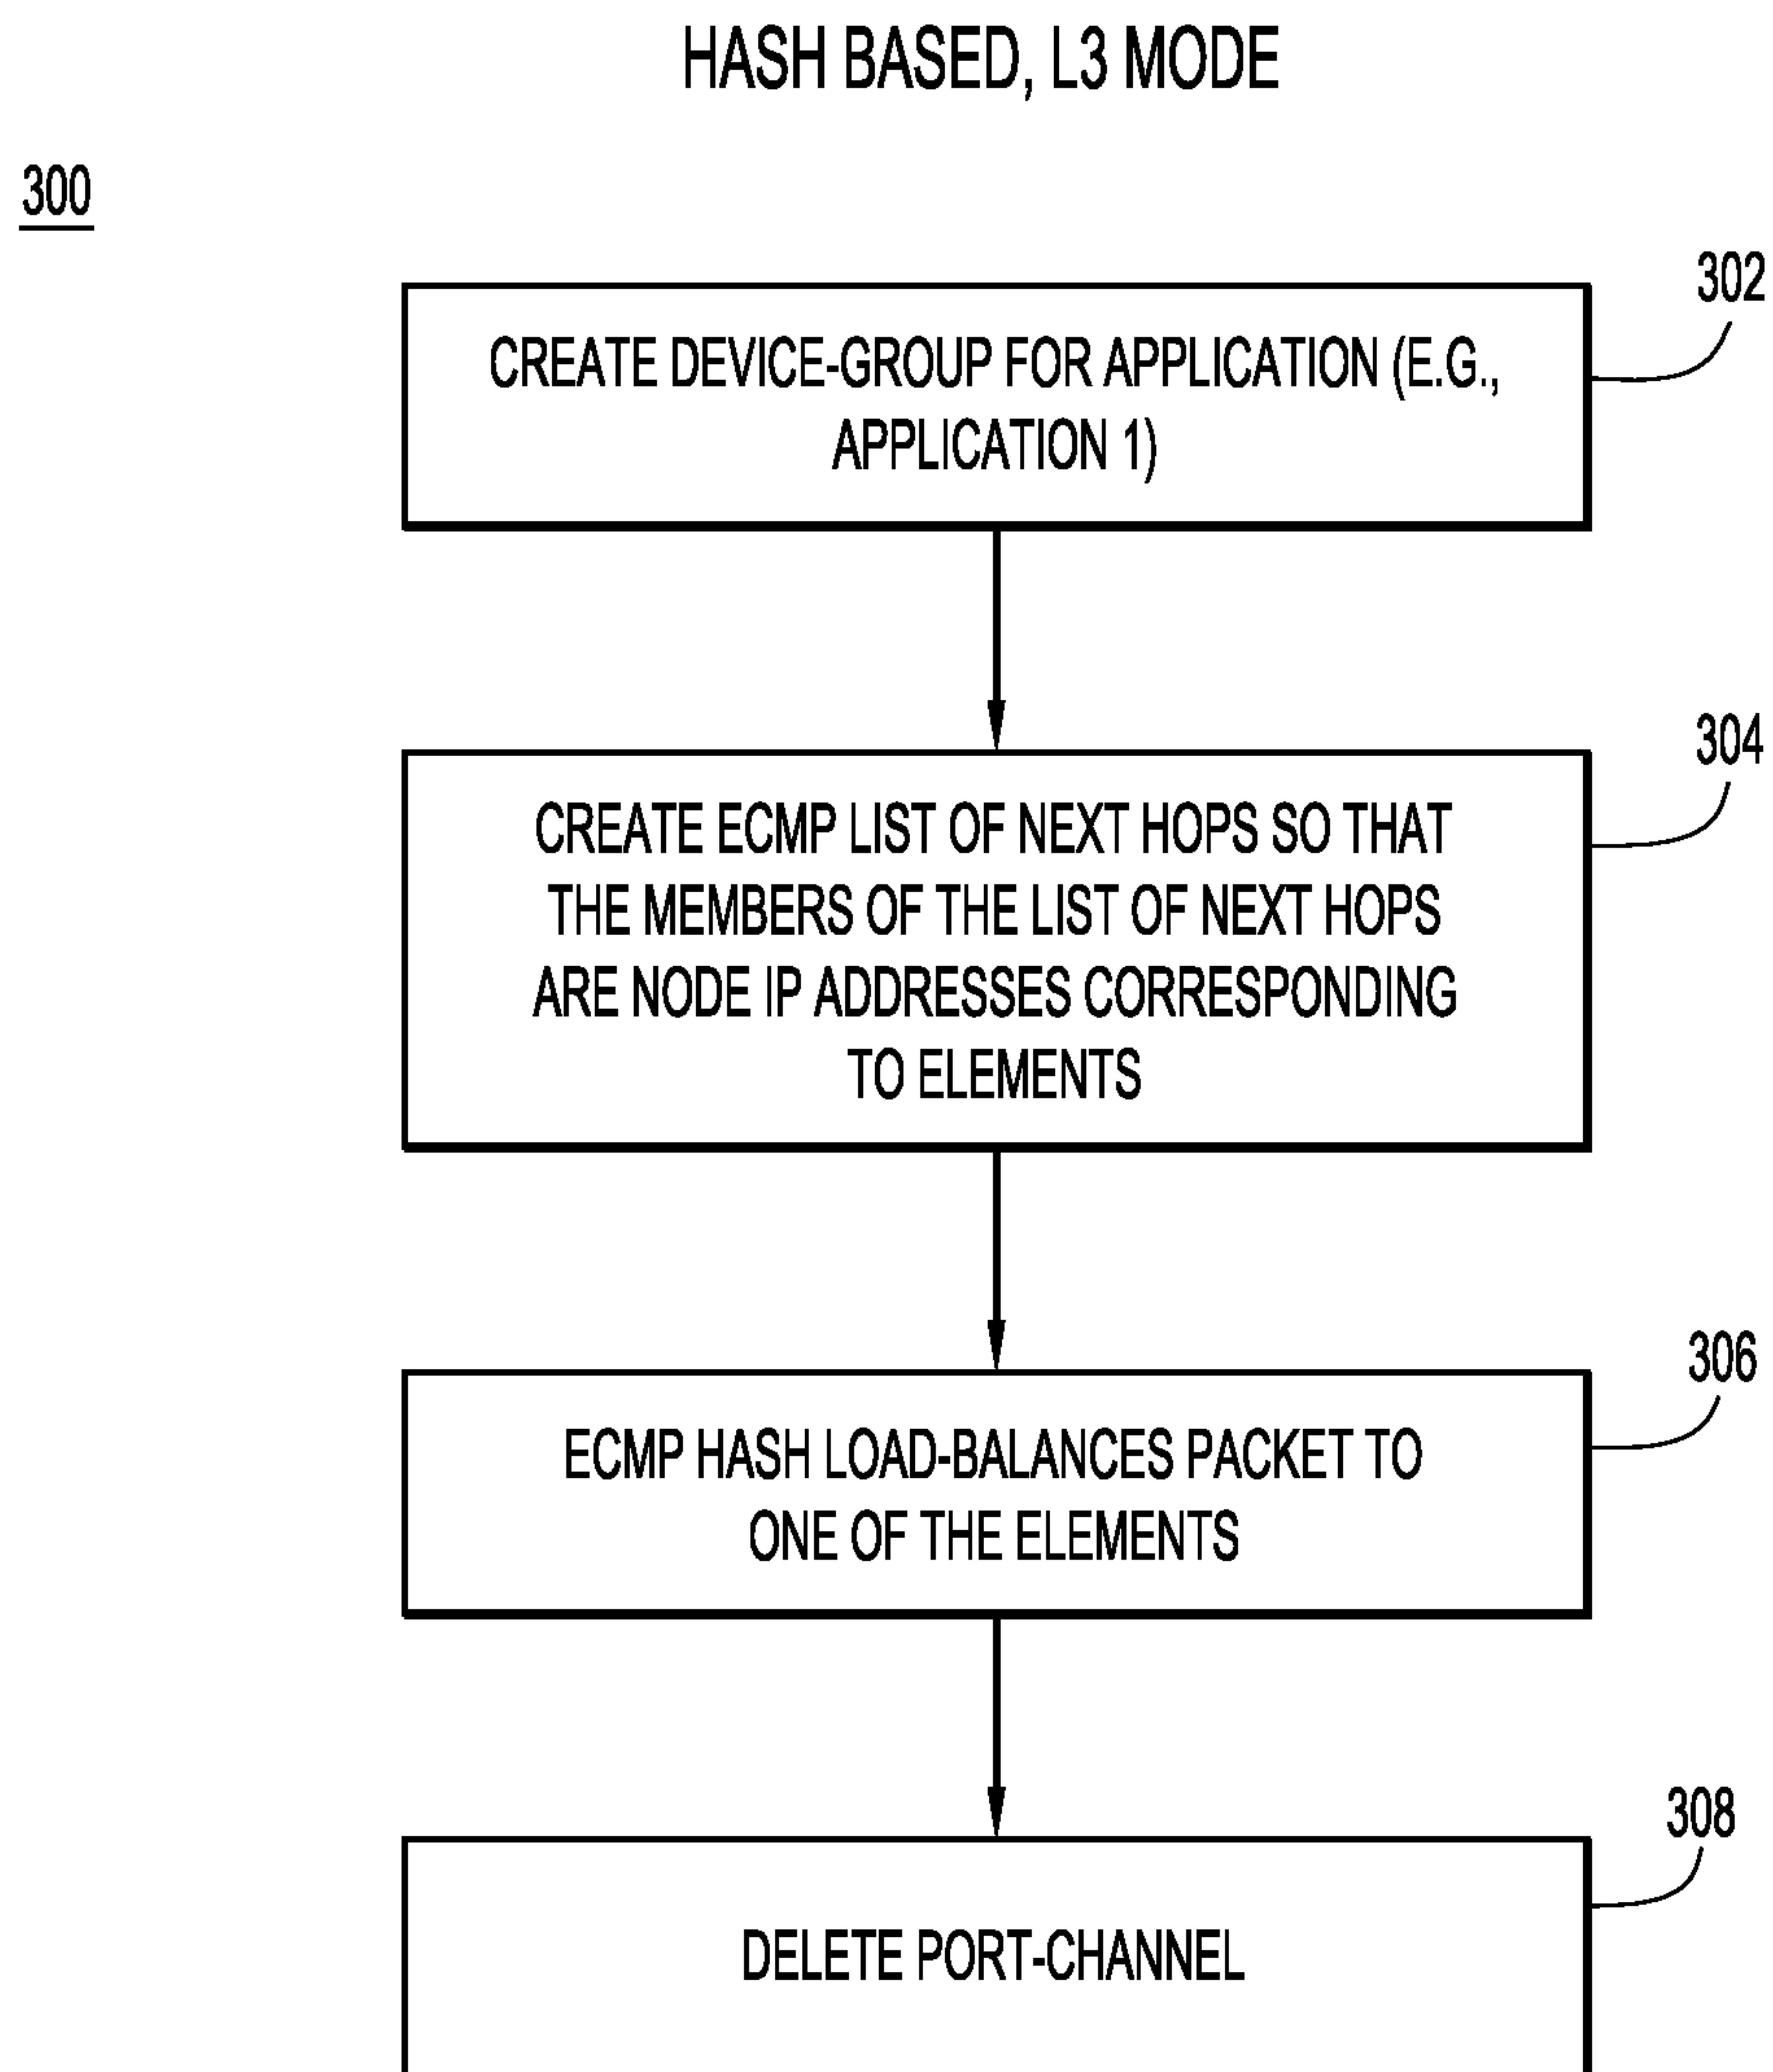 HASH BASED, L3 MODE
300
302
CREATE DEVICE-GROUP FOR APPLICATION (E.G.,
APPLICATION 1)
304
CREATE ECMP LIST OF NEXT HOPS SO THAT
THE MEMBERS OF THE LIST OF NEXT HOPS
ARE NODE IP ADDRESSES CORRESPONDING
TO ELEMENTS
306
ECMP HASH LOAD-BALANCES PACKET TO
ONE OF THE ELEMENTS
308
DELETE PORT-CHANNEL